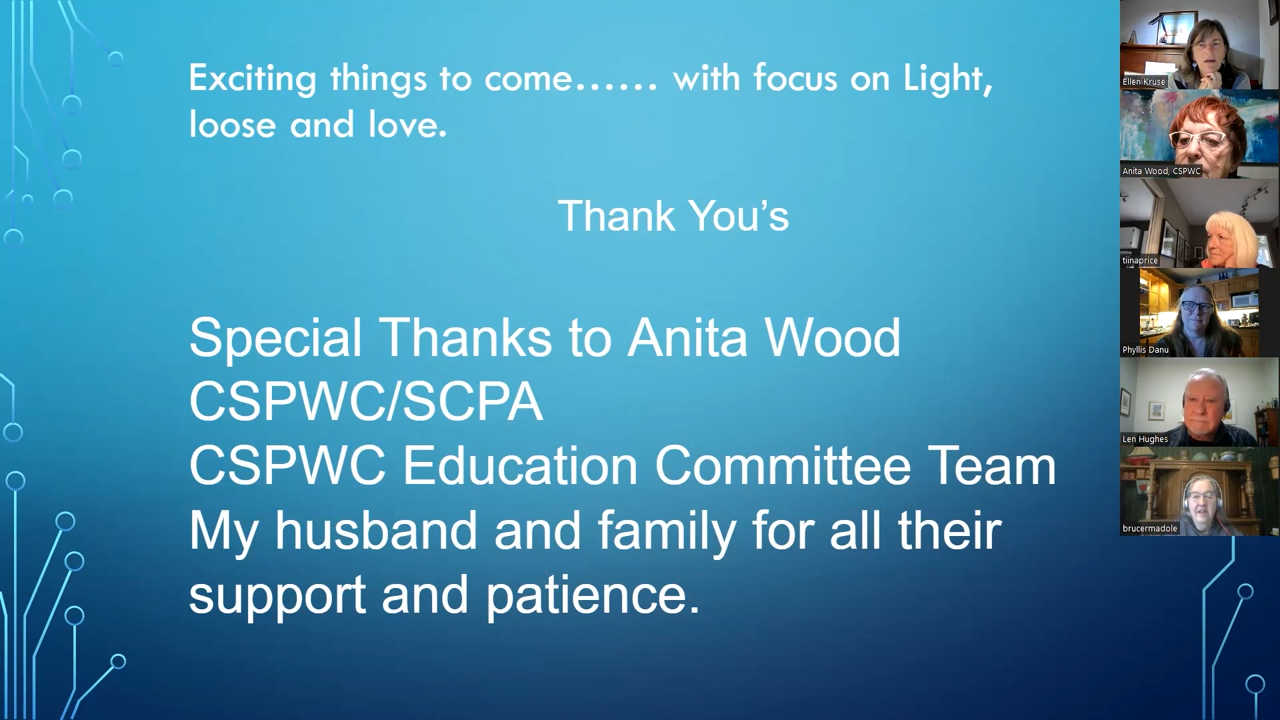 Exciting things to come…… with focus on Light,
loose and love.
Thank You’s
Special Thanks to Anita Wood
CSPWC/SCPA
CSPWC Education Committee Team
My husband and family for all their
support and patience.
Ellen Kruse
Anita Wood, CSPWC
tiinaprice
Phyllis Danu
Len Hughes
brucermadole